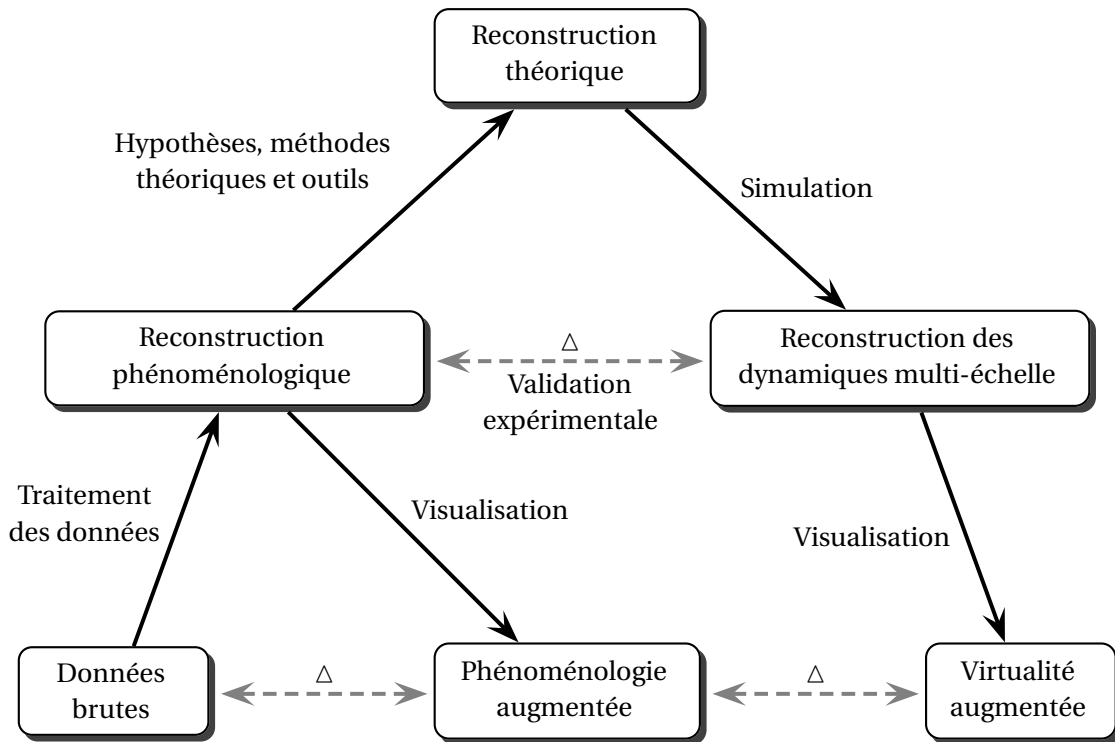 Reconstruction
théorique
Hypothèses, méthodes
théoriques et outils
Simulation
Reconstruction
phénoménologique
△
Validation
expérimentale
Reconstruction des
dynamiques multi-échelle
Traitement
des données
Visualisation
Visualisation
Données
brutes
△
Phénoménologie
augmentée
△
Virtualité
augmentée